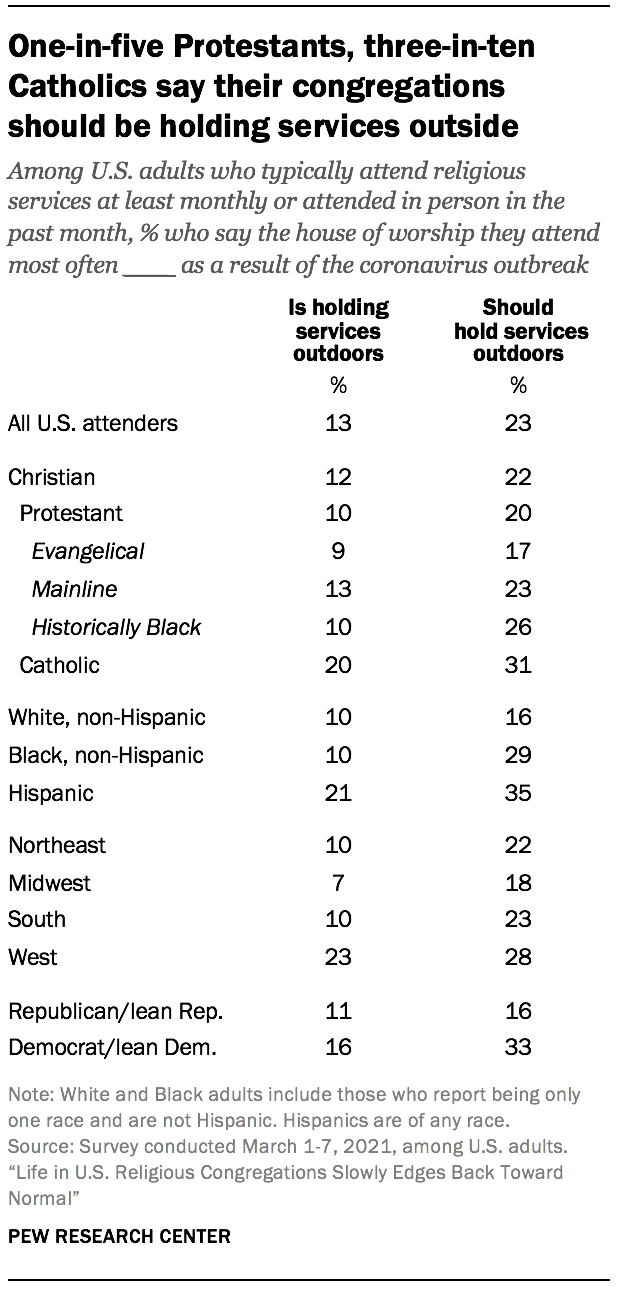 One-in-five Protestants, three-in-ten
Catholics say their congregations
should be holding services outside
Among U.S. adults who typically attend religious
services at least monthly or attended in person in the
past month, % who say the house of worship they attend
most often ____ as a result of the coronavirus outbreak
Is holding services outdoors Should hold services outdoors
% %
All U.S. attenders 13 23
Christian 12 22
Protestant 10 20
Evangelical 9 17
Mainline 13 23
Historically Black 10 26
Catholic 20 31
White, non-Hispanic 10 16
Black, non-Hispanic 10 29
Hispanic 21 35
Northeast 10 22
Midwest 7 18
South 10 23
West 23 28
Republican/lean Rep. 11 16
Democrat/lean Dem. 16 33
Note: White and Black adults include those who report being only
one race and are not Hispanic. Hispanics are of any race.
Source: Survey conducted March 1-7, 2021, among U.S. adults.
“Life in U.S. Religious Congregations Slowly Edges Back Toward
Normal”
PEW RESEARCH CENTER